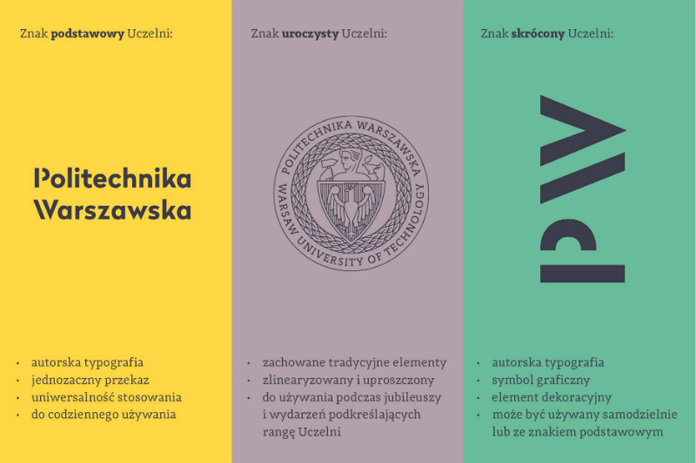 Znak podstawowy Uczelni:
Politechnika
Warszawska
• autorska typografia
• jednozaczny przekaz
• uniwersalność stosowania
• do codziennego używania
Znak uroczysty Uczelni:
POLITECHNIKA WARSZAWSKA
WARSAW UNIVERSITY OF TECHNOLOGY
• zachowane tradycyjne elementy
• zlinearyzowany i uproszczony
• do używania podczas jubileuszy
i wydarzeń podkreślających
rangę Uczelni
Znak skrócony Uczelni:
PW
• autorska typografia
• symbol graficzny
• element dekoracyjny
• może być używany samodzielnie
lub ze znakiem podstawowym